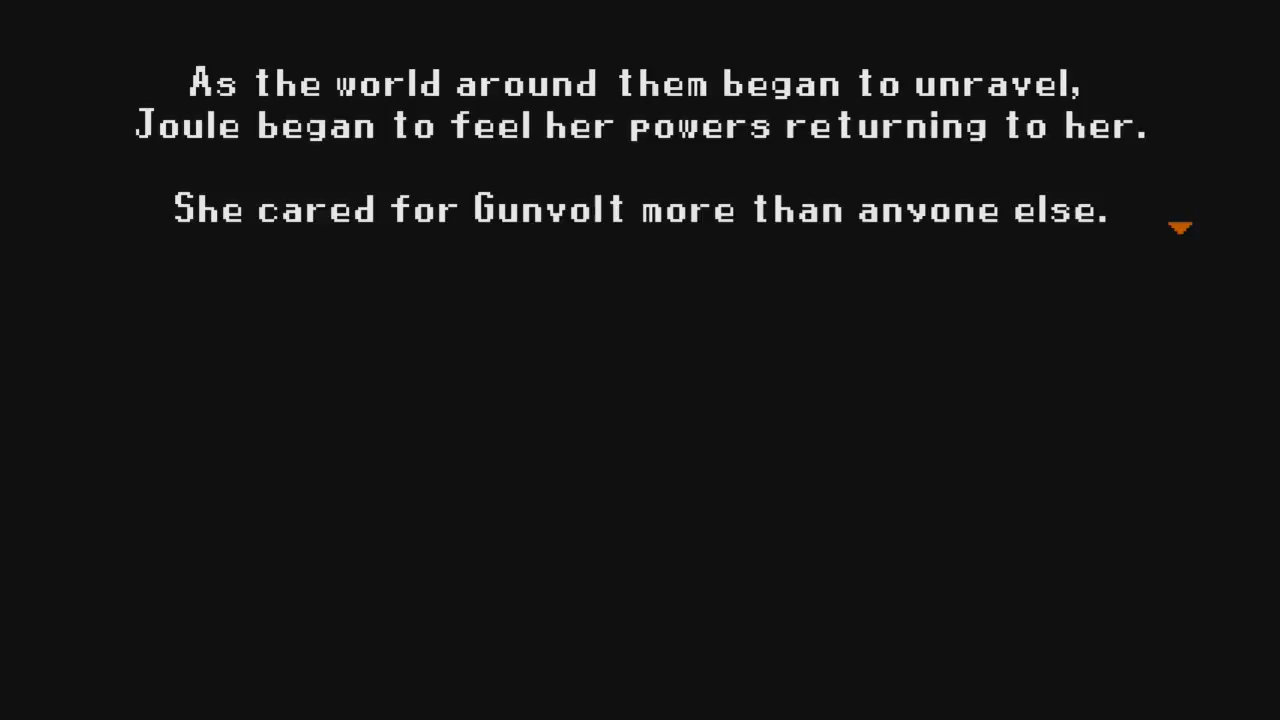 As the world around them began to unravel,
Joule began to feel her powers returning to her.
She cared for Gunvolt more than anyone else.